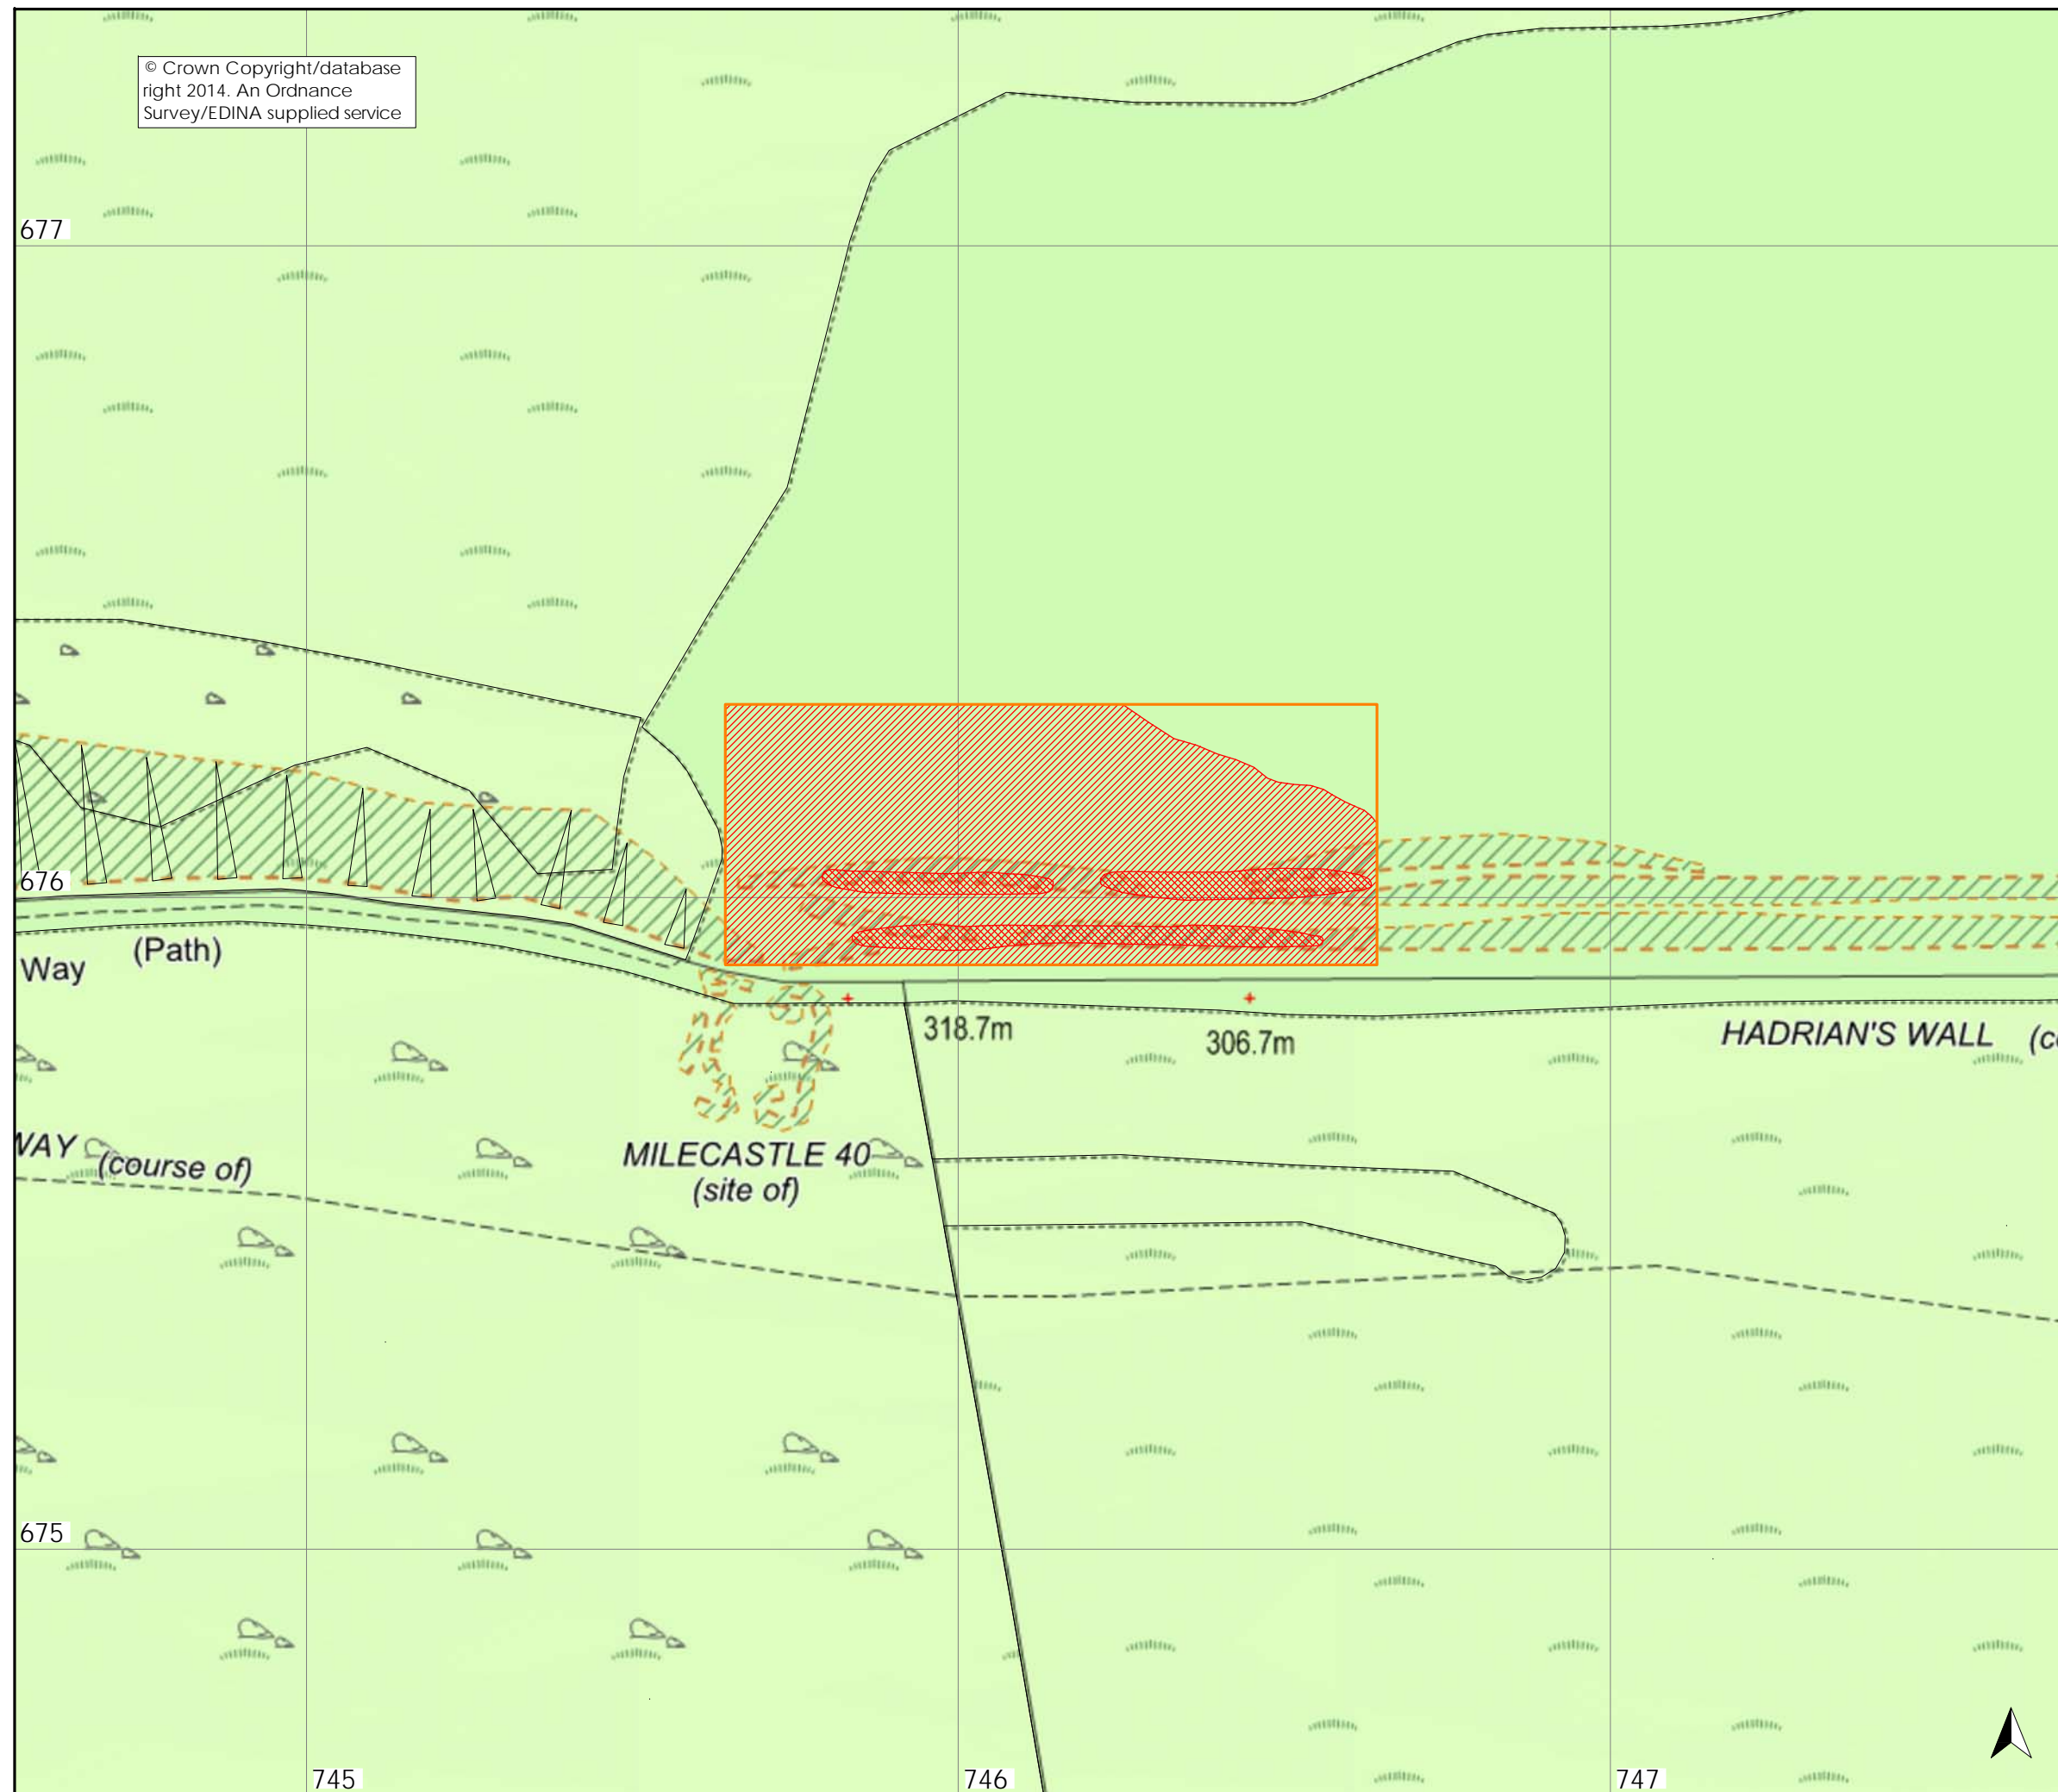 © Crown Copyright/database
right 2014. An Ordnance
Survey/EDINA supplied service
677
676
(Path)
Way
318.7m
306.7m
HADRIAN'S WALL
WAY (course of)
MILECASTLE 40
(site of)
675
745
746
747